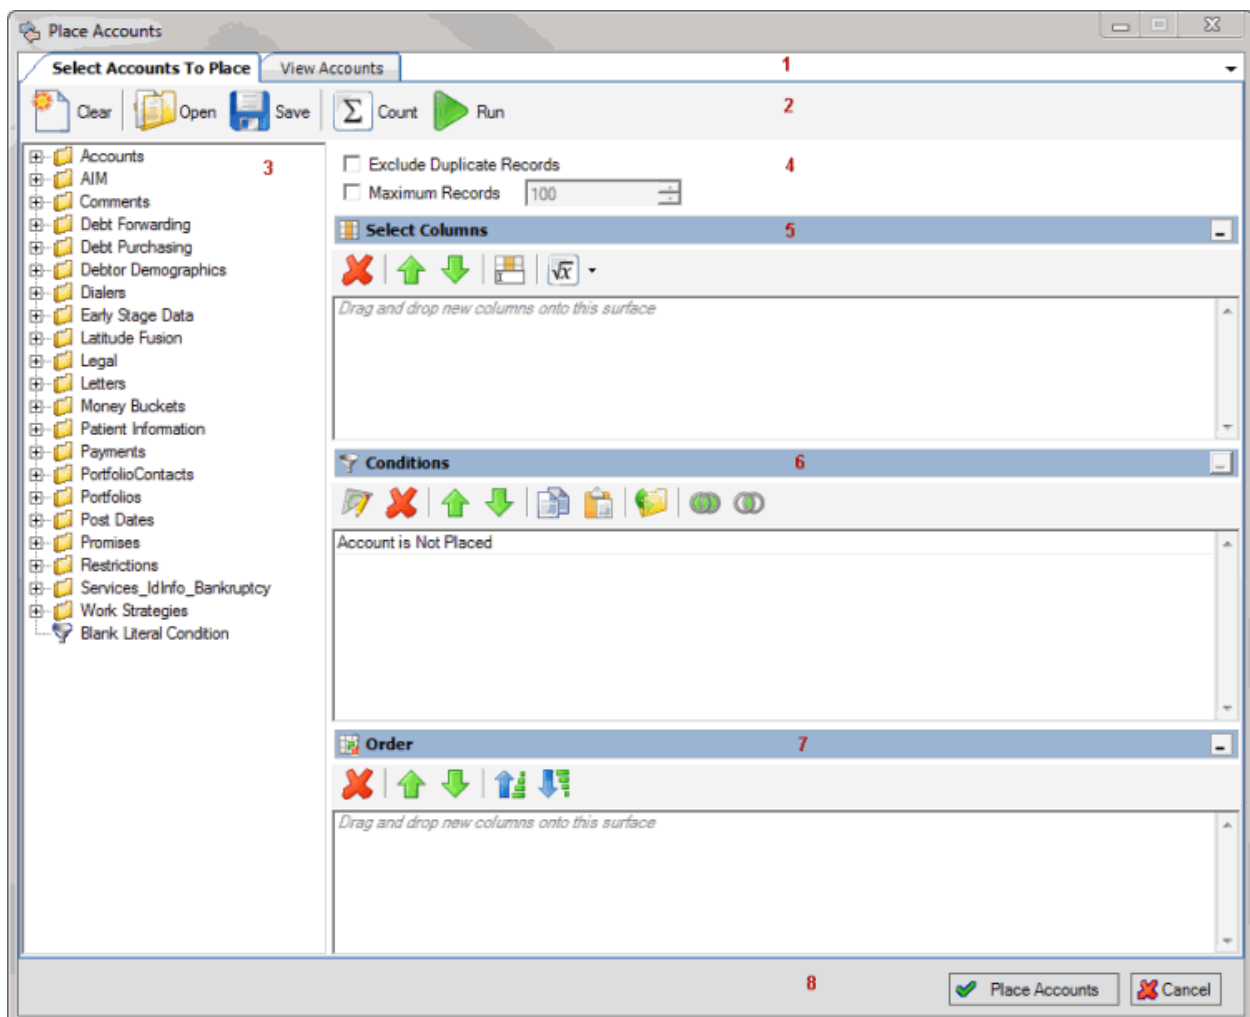 Place Accounts
Select Accounts To Place View Accounts 1
Clear Open Save Count Run 2
3
Accounts
AIM
Comments
Debt Forwarding
Debt Purchasing
Debtor Demographics
Dialers
Early Stage Data
Latitude Fusion
Legal
Letters
Money Buckets
Patient Information
Payments
PortfolioContacts
Portfolios
Post Dates
Promises
Restrictions
Services_IdInfo_Bankruptcy
Work Strategies
Blank Literal Condition
Exclude Duplicate Records 4
Maximum Records 100
Select Columns 5
Drag and drop new columns onto this surface
Conditions 6
Account is Not Placed
Order 7
Drag and drop new columns onto this surface
8 Place Accounts Cancel